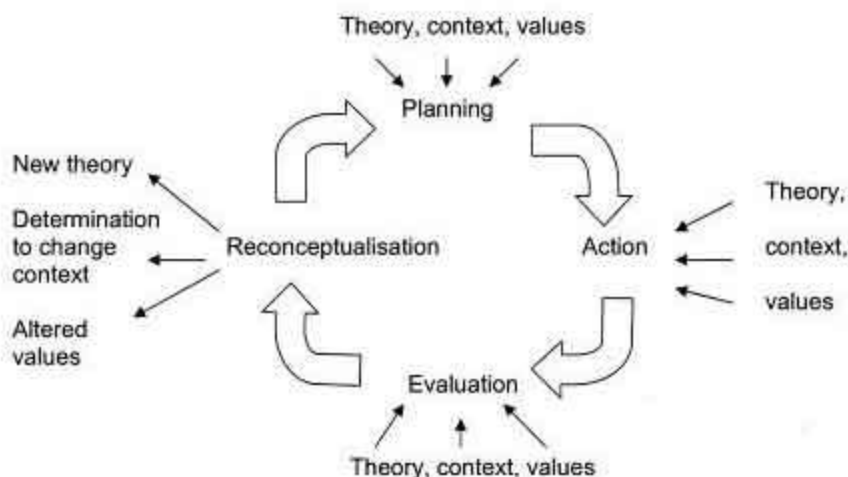 Theory, context, values
Planning
New theory
Determination
to change
context
Altered
values
Reconceptualisation
Action
Theory,
context,
values
Evaluation
Theory, context, values